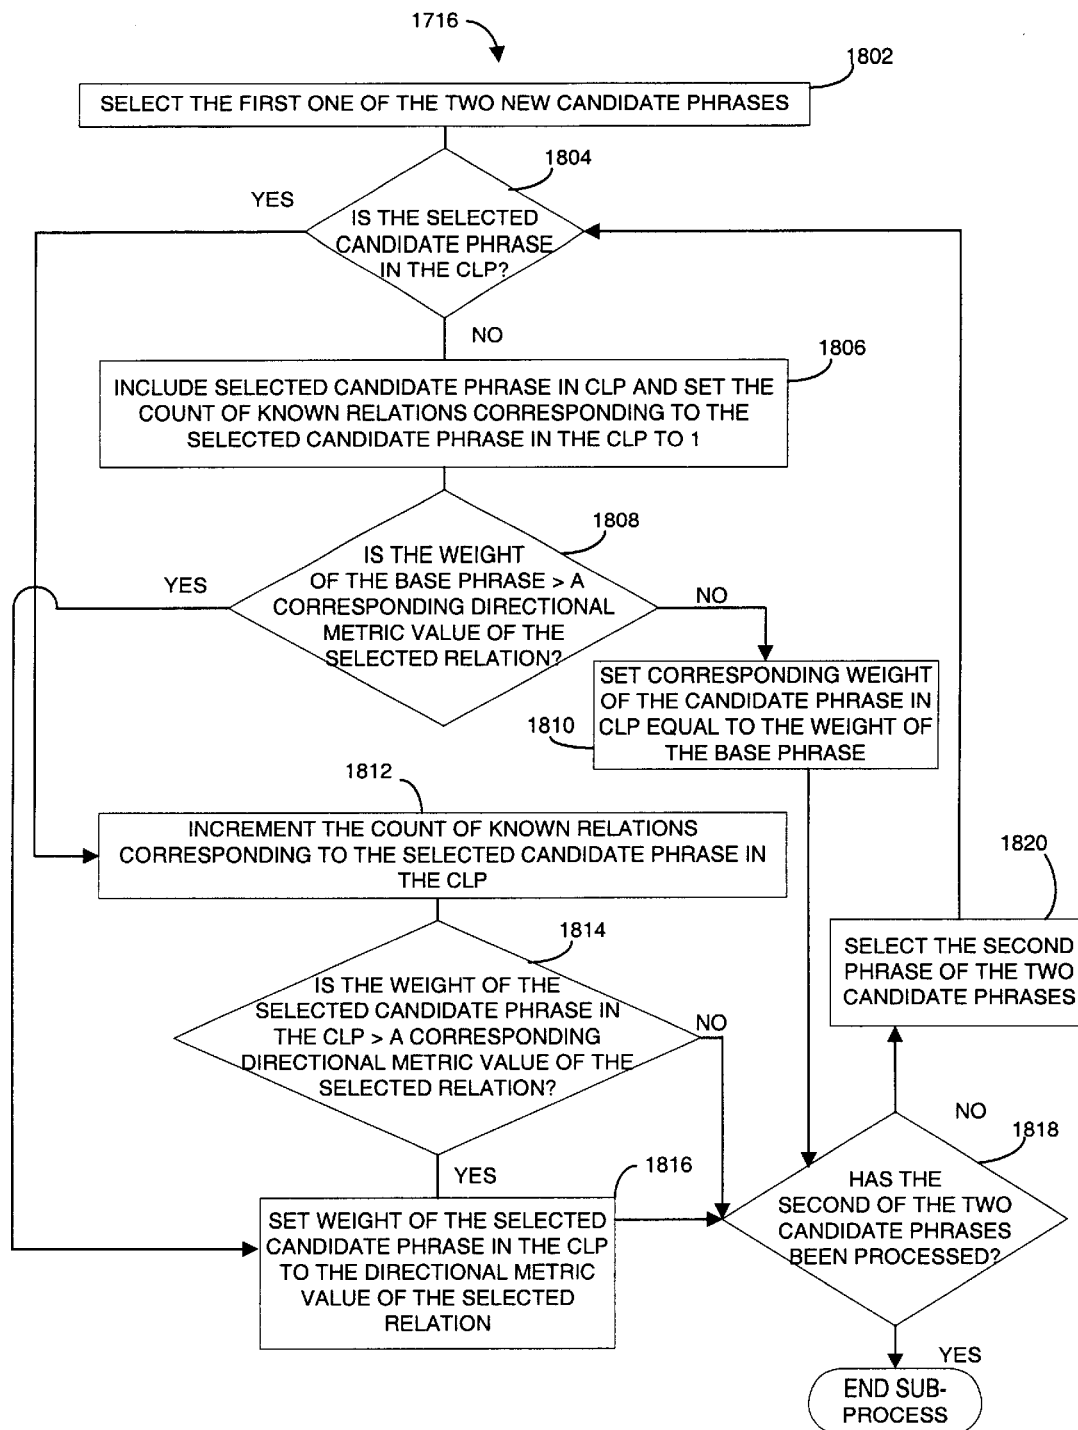 1716
1802
SELECT THE FIRST ONE OF THE TWO NEW CANDIDATE PHRASES
1804
YES
IS THE SELECTED
CANDIDATE PHRASE
IN THE CLP?
NO
1806
INCLUDE SELECTED CANDIDATE PHRASE IN CLP AND SET THE
COUNT OF KNOWN RELATIONS CORRESPONDING TO THE
SELECTED CANDIDATE PHRASE IN THE CLP TO 1
1808
IS THE WEIGHT
OF THE BASE PHRASE > A
CORRESPONDING DIRECTIONAL
METRIC VALUE OF THE
SELECTED RELATION?
YES
NO
SET CORRESPONDING WEIGHT
OF THE CANDIDATE PHRASE IN
CLP EQUAL TO THE WEIGHT OF
THE BASE PHRASE
1810
1812
INCREMENT THE COUNT OF KNOWN RELATIONS
CORRESPONDING TO THE SELECTED CANDIDATE PHRASE IN
THE CLP
1820
SELECT THE SECOND
PHRASE OF THE TWO
CANDIDATE PHRASES
1814
IS THE WEIGHT OF THE
SELECTED CANDIDATE PHRASE IN
THE CLP > A CORRESPONDING
DIRECTIONAL METRIC VALUE OF THE
SELECTED RELATION?
NO
YES
1816
SET WEIGHT OF THE SELECTED
CANDIDATE PHRASE IN THE CLP
TO THE DIRECTIONAL METRIC
VALUE OF THE SELECTED
RELATION
NO
1818
HAS THE
SECOND OF THE TWO
CANDIDATE PHRASES
BEEN PROCESSED?
YES
END SUB-
PROCESS